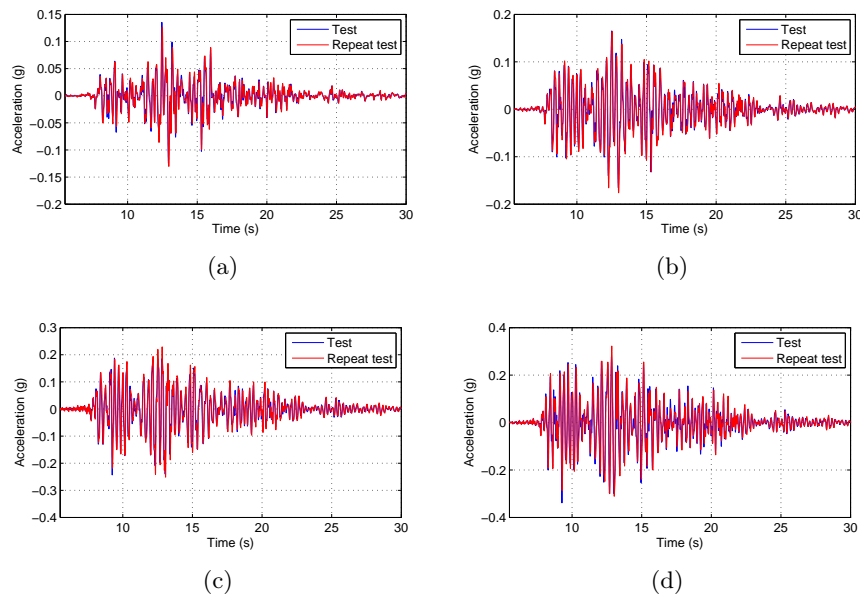 0.15
0.1
0.05
0
−0.05
−0.1
−0.15
−0.2
Acceleration (g)
Test
Repeat test
10 15 20 25 30
Time (s)
(a)
0.2
0.1
0
−0.1
0.2
Acceleration (g)
Test
Repeat test
10 15 20 25 30
Time (s)
(b)
0.3
0.2
0.1
0
−0.1
−0.2
−0.3
−0.4
Acceleration (g)
Test
Repeat test
10 15 20 25 30
Time (s)
(c)
0.4
0.2
0
−0.2
−0.4
Acceleration (g)
Test
Repeat test
10 15 20 25 30
Time (s)
(d)